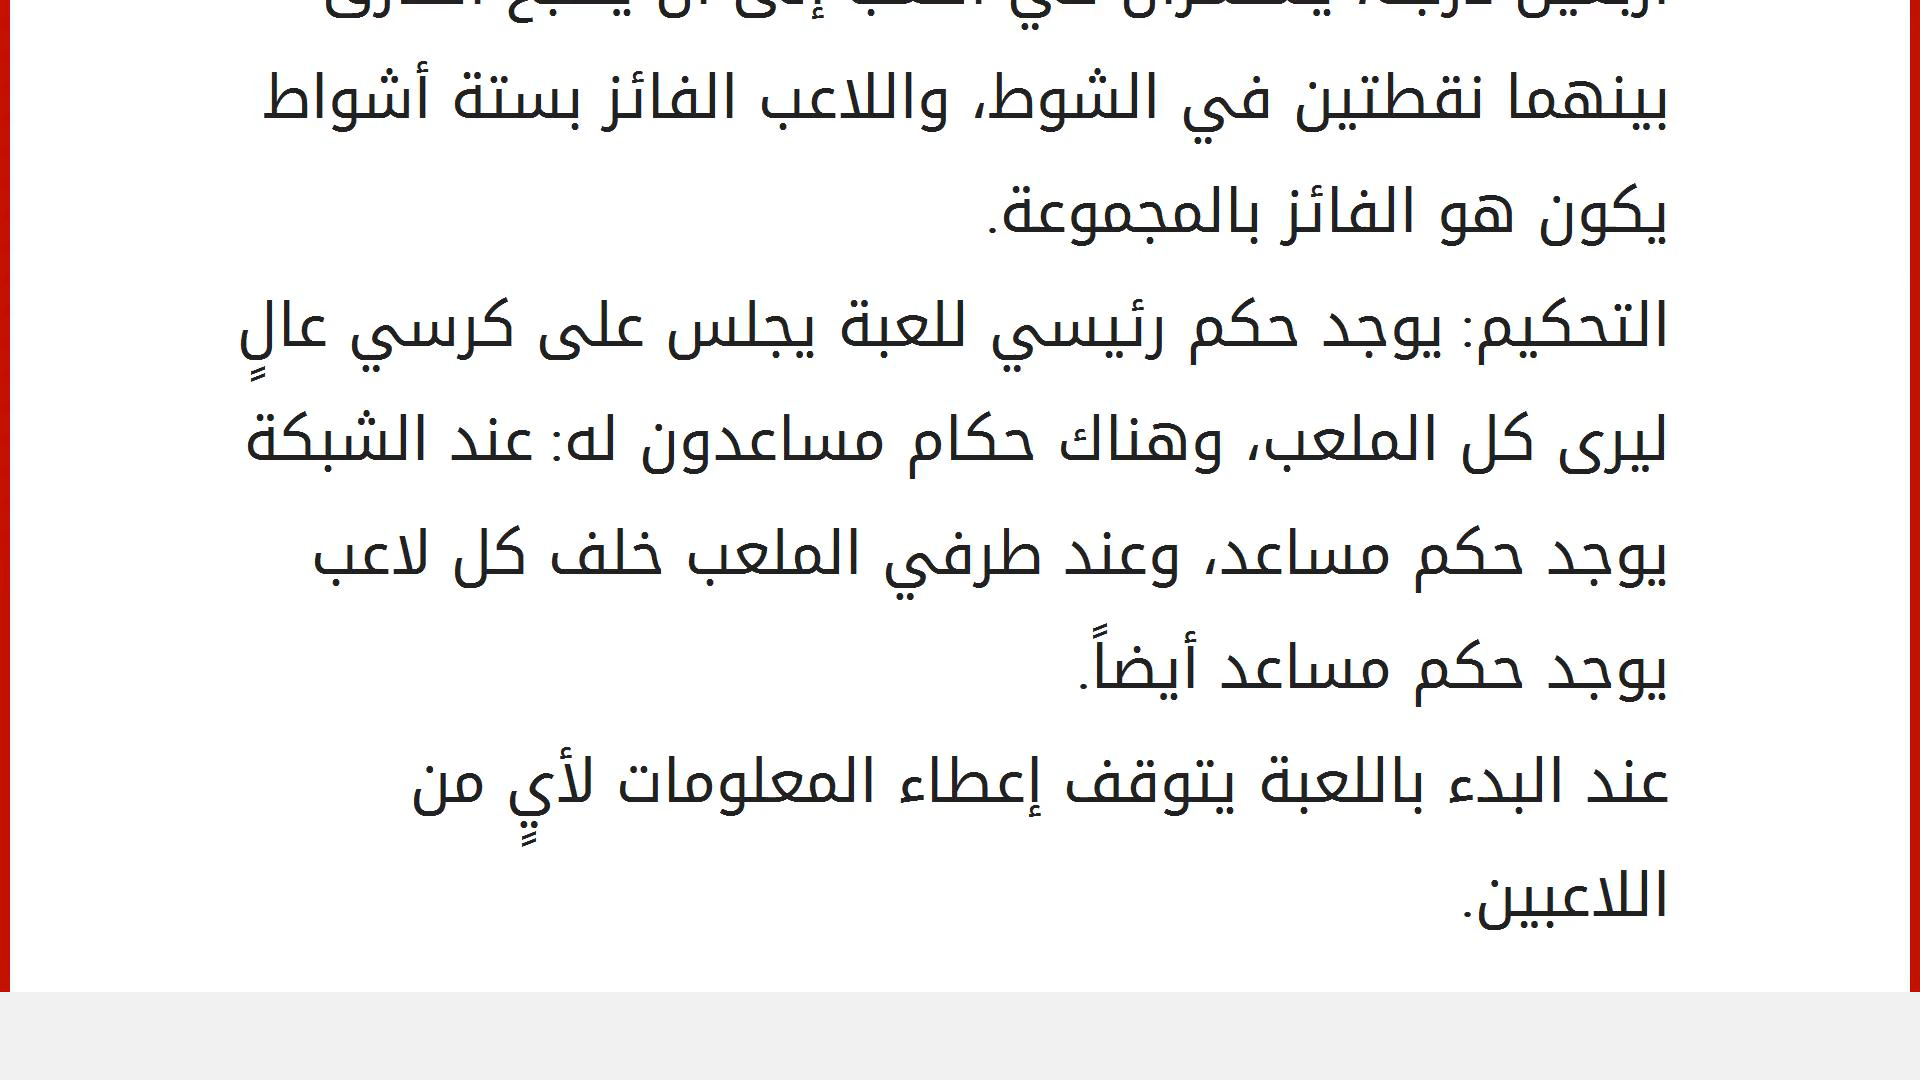 بينهما نقطتين في الشوط، واللاعب الفائز بستة أشواط
يكون هو الفائز بالمجموعة.
التحكيم: يوجد حكم رئيسي للعبة يجلس على كرسي عالٍ
ليرى كل الملعب، وهناك حكام مساعدون له: عند الشبكة
يوجد حكم مساعد، وعند طرفي الملعب خلف كل لاعب
يوجد حكم مساعد أيضاً.
عند البدء باللعبة يتوقف إعطاء المعلومات لأيٍ من
اللاعبين.